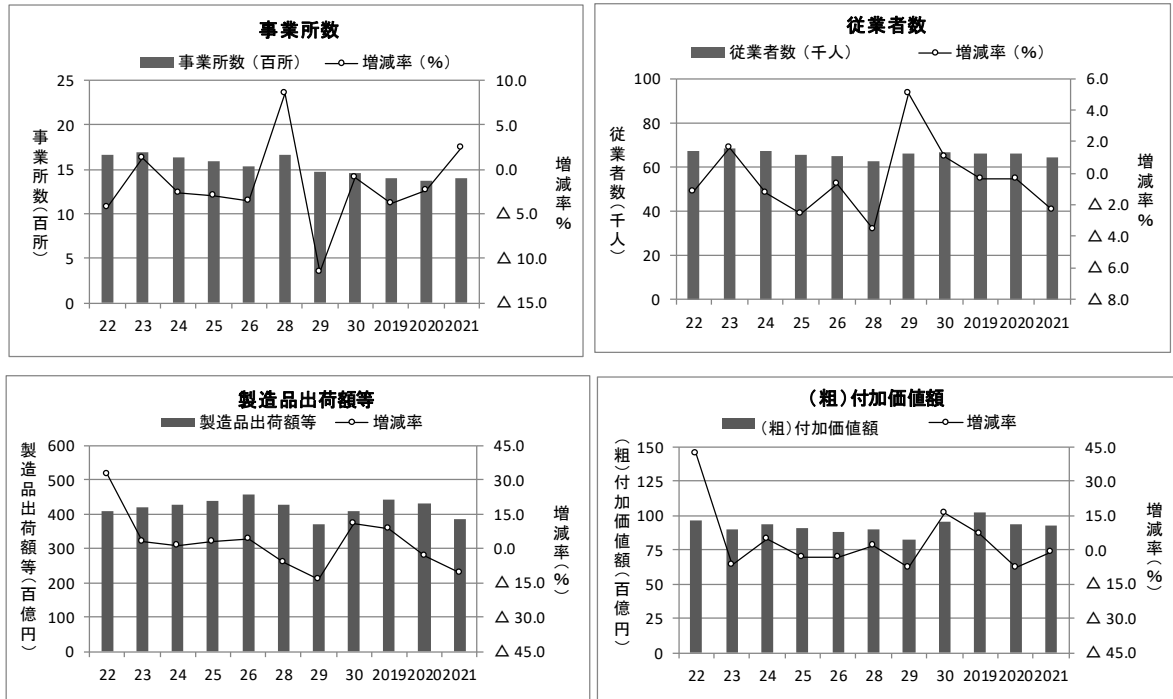 事業所数
事業所数（百所） 増減率（%）
25
20
15
10
5
0
事業所数（百所）
10.0
5.0
0.0
△ 5.0
△ 10.0
△ 15.0
増減率%
22 23 24 25 26 28 29 30 2019 2020 2021
従業者数
従業者数（千人） 増減率（%）
100
80
60
40
20
0
従業者数（千人）
6.0
4.0
2.0
0.0
△ 2.0
△ 4.0
△ 6.0
△ 8.0
増減率%
22 23 24 25 26 28 29 30 2019 2020 2021
製造品出荷額等
製造品出荷額等 増減率
600
500
400
300
200
100
0
製造品出荷額等（百億円）
45.0
30.0
15.0
0.0
△ 15.0
△ 30.0
△ 45.0
増減率（%）
22 23 24 25 26 28 29 30 2019 2020 2021
（粗）付加価値額
（粗）付加価値額 増減率
150
125
100
75
50
25
0
（粗）付加価値額（百億円）
45.0
30.0
15.0
0.0
△ 15.0
△ 30.0
△ 45.0
増減率（%）
22 23 24 25 26 28 29 30 2019 2020 2021